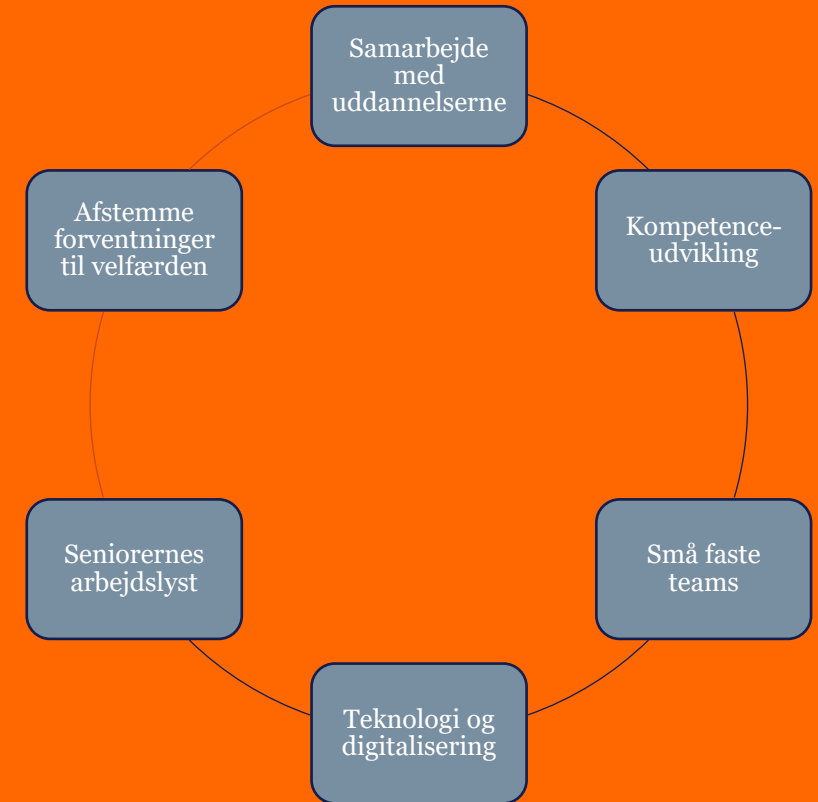 Samarbejde
med
uddannelserne
Kompetence-
udvikling
Små faste
teams
Teknologi og
digitalisering
Seniorernes
arbejdslyst
Afstemme
forventninger
til velfærden